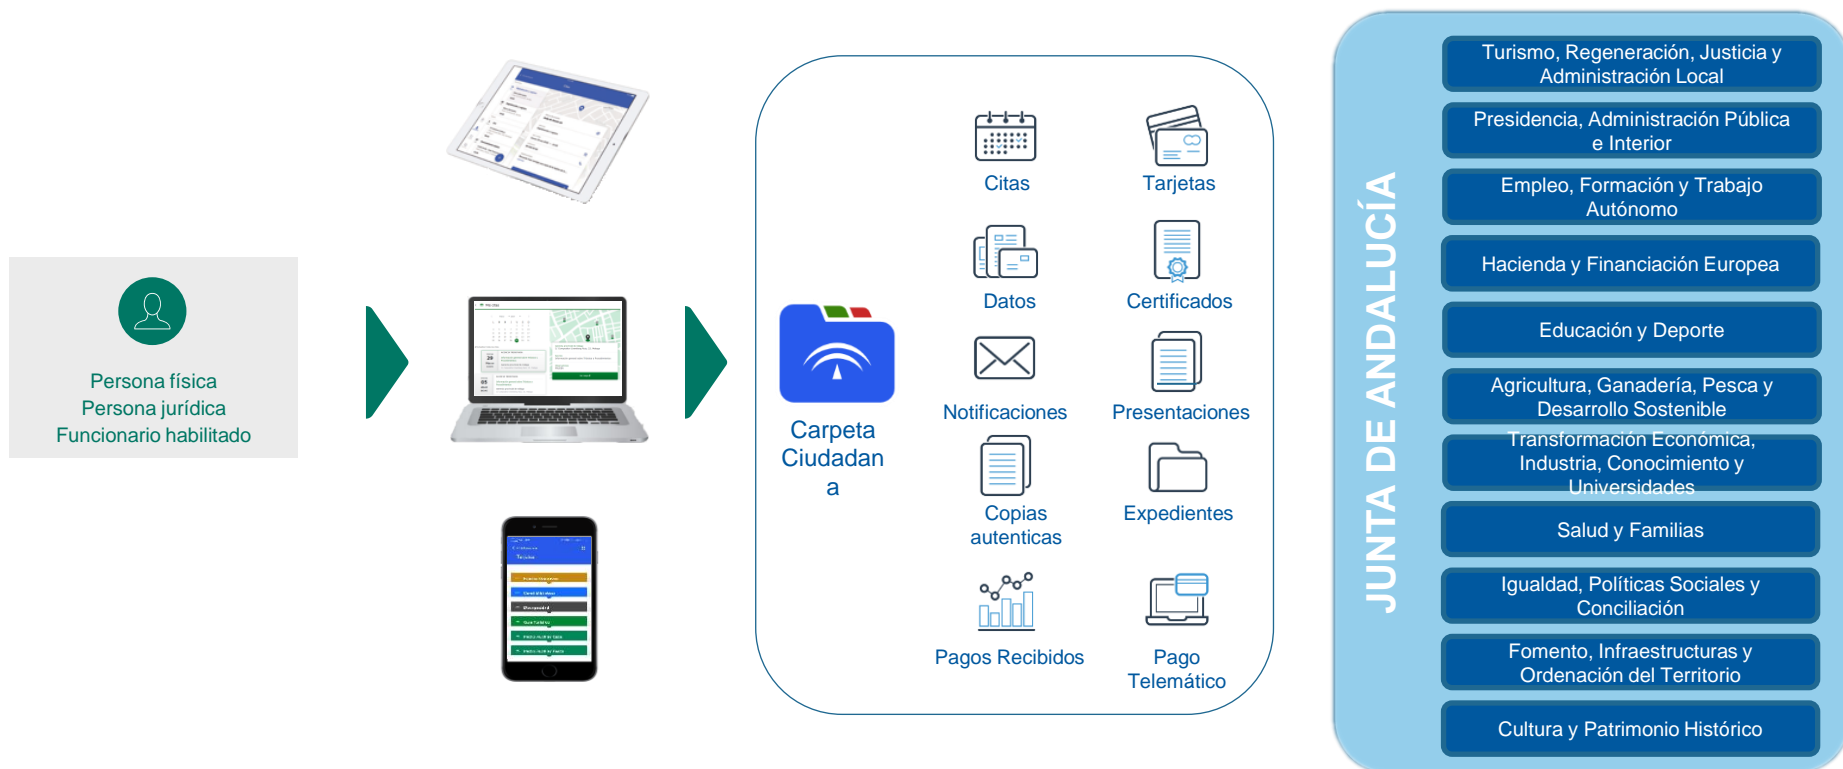 Persona física
Persona jurídica
Funcionario habilitado
Carpeta
Ciudadan
a
Citas
Tarjetas
Datos
Certificados
Notificaciones
Presentaciones
Copias
autenticas
Expedientes
Pagos Recibidos
Pago
Telemático
JUNTA DE ANDALUCÍA
Turismo, Regeneración, Justicia y
Administración Local
Presidencia, Administración Pública
e Interior
Empleo, Formación y Trabajo
Autónomo
Hacienda y Financiación Europea
Educación y Deporte
Agricultura, Ganadería, Pesca y
Desarrollo Sostenible
Transformación Económica,
Industria, Conocimiento y
Universidades
Salud y Familias
Igualdad, Políticas Sociales y
Conciliación
Fomento, Infraestructuras y
Ordenación del Territorio
Cultura y Patrimonio Histórico